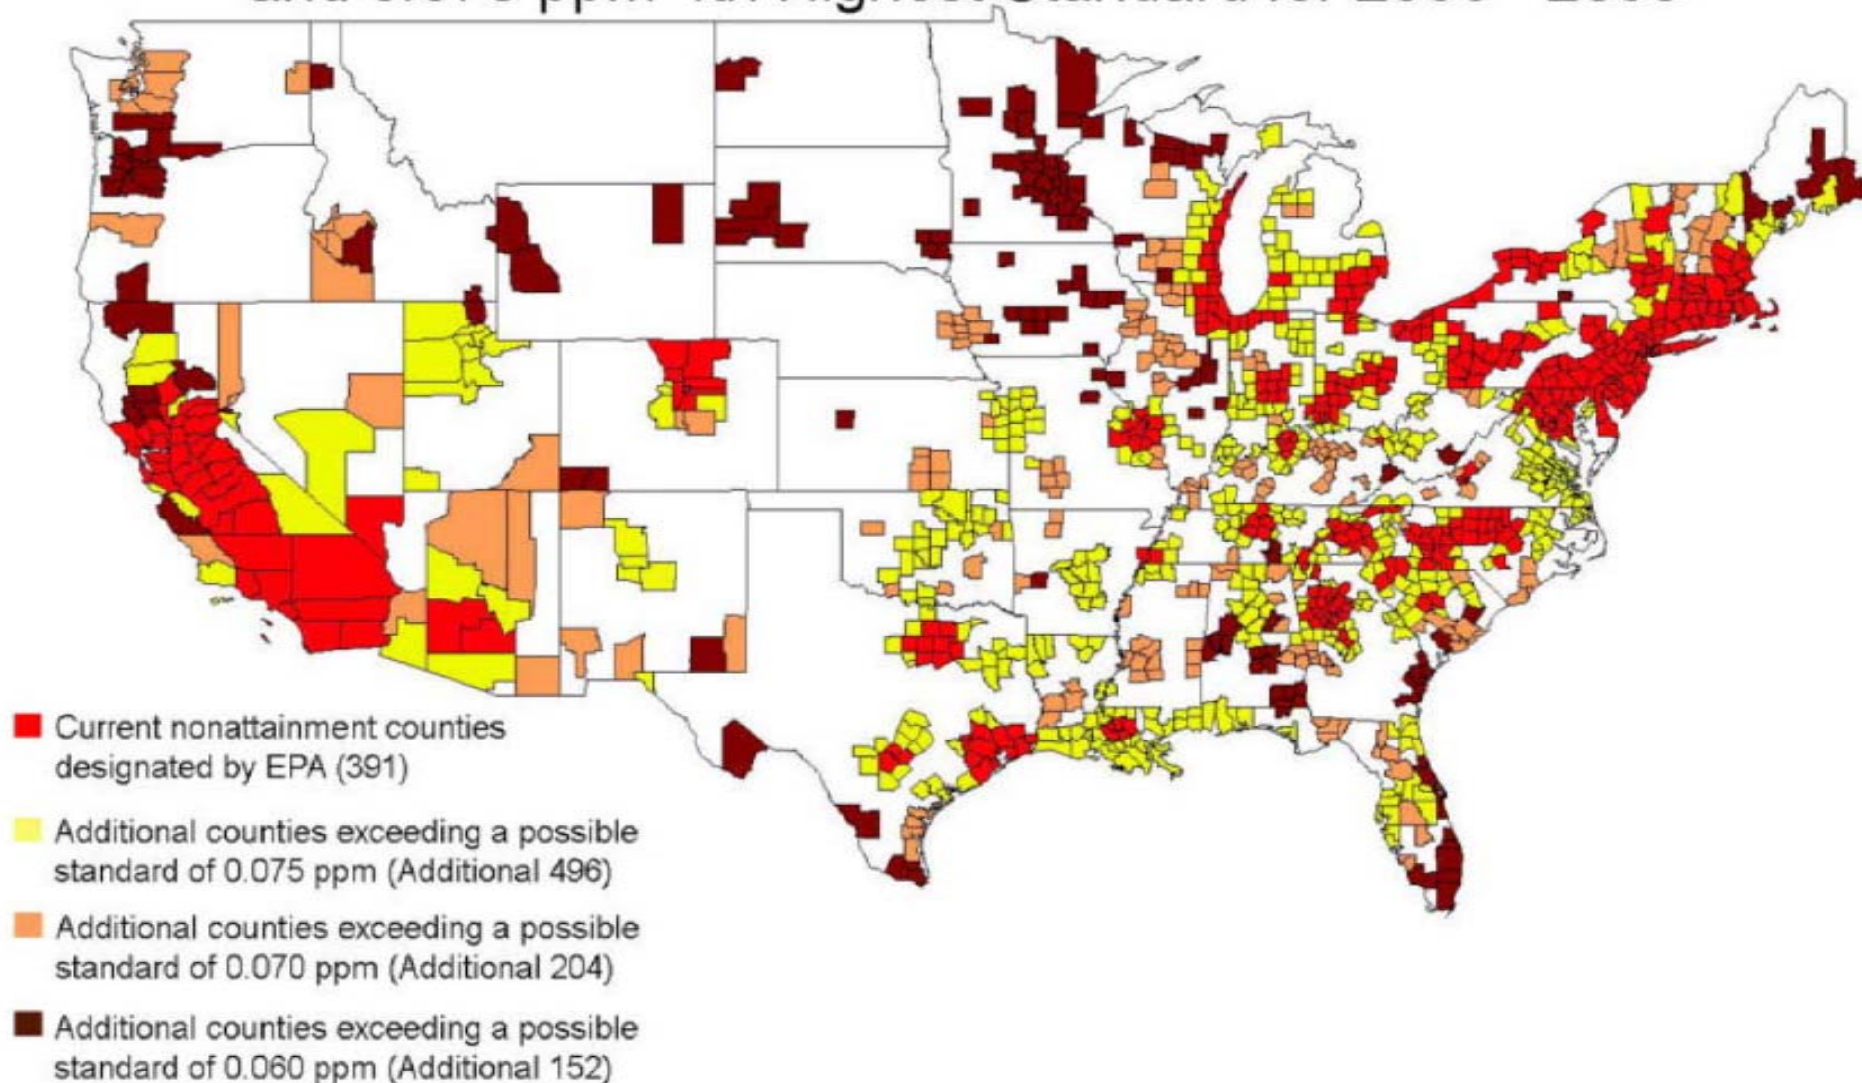 Current nonattainment counties
designated by EPA (391)
Additional counties exceeding a possible
standard of 0.075 ppm (Additional 496)
Additional counties exceeding a possible
standard of 0.070 ppm (Additional 204)
Additional counties exceeding a possible
standard of 0.060 ppm (Additional 152)